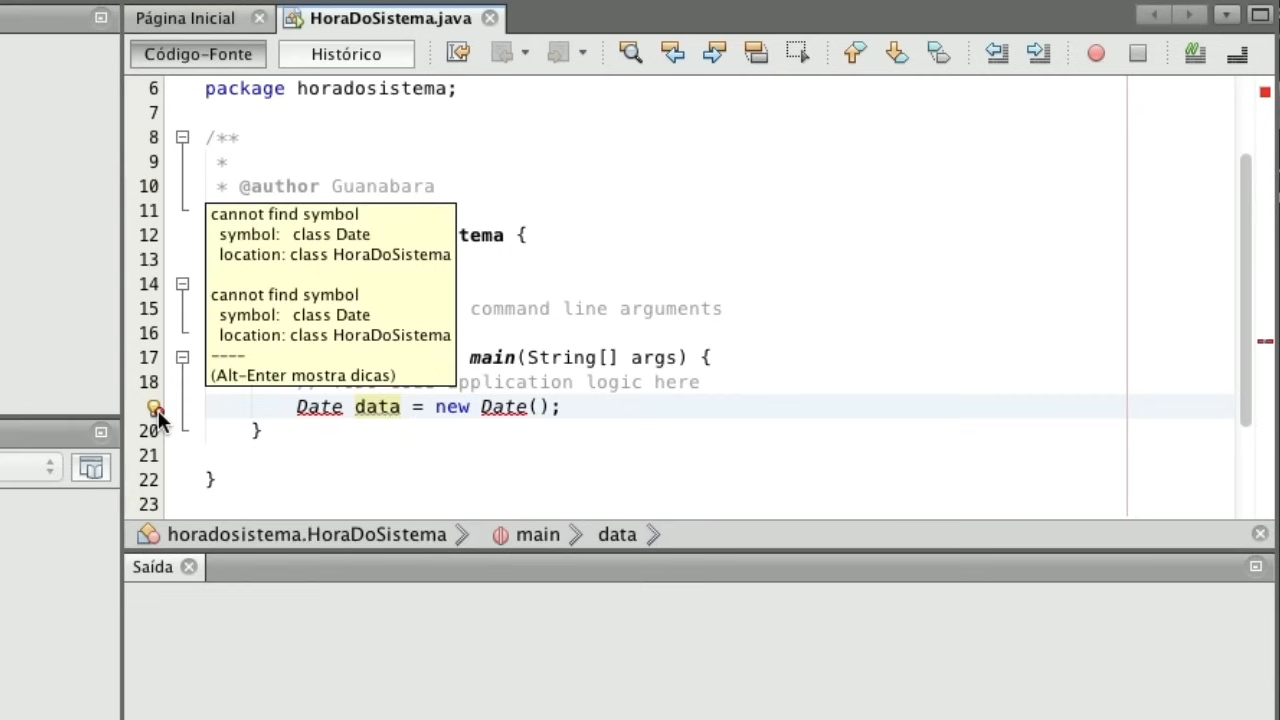 Página Inicial
HoraDoSistema.java
Código-Fonte
Histórico
6 package horadosistema;
7
8 /**
9 *
10 * @author Guanabara
11
12 tema {
13
14
15 command line arguments
16
17 main(String[] args) {
18 application logic here
Date data = new Date();
20 }
21
22 }
23
cannot find symbol
symbol: class Date
location: class HoraDoSistema
cannot find symbol
symbol: class Date
location: class HoraDoSistema
----
(Alt-Enter mostra dicas)
horadosistema.HoraDoSistema
main
data
Saída